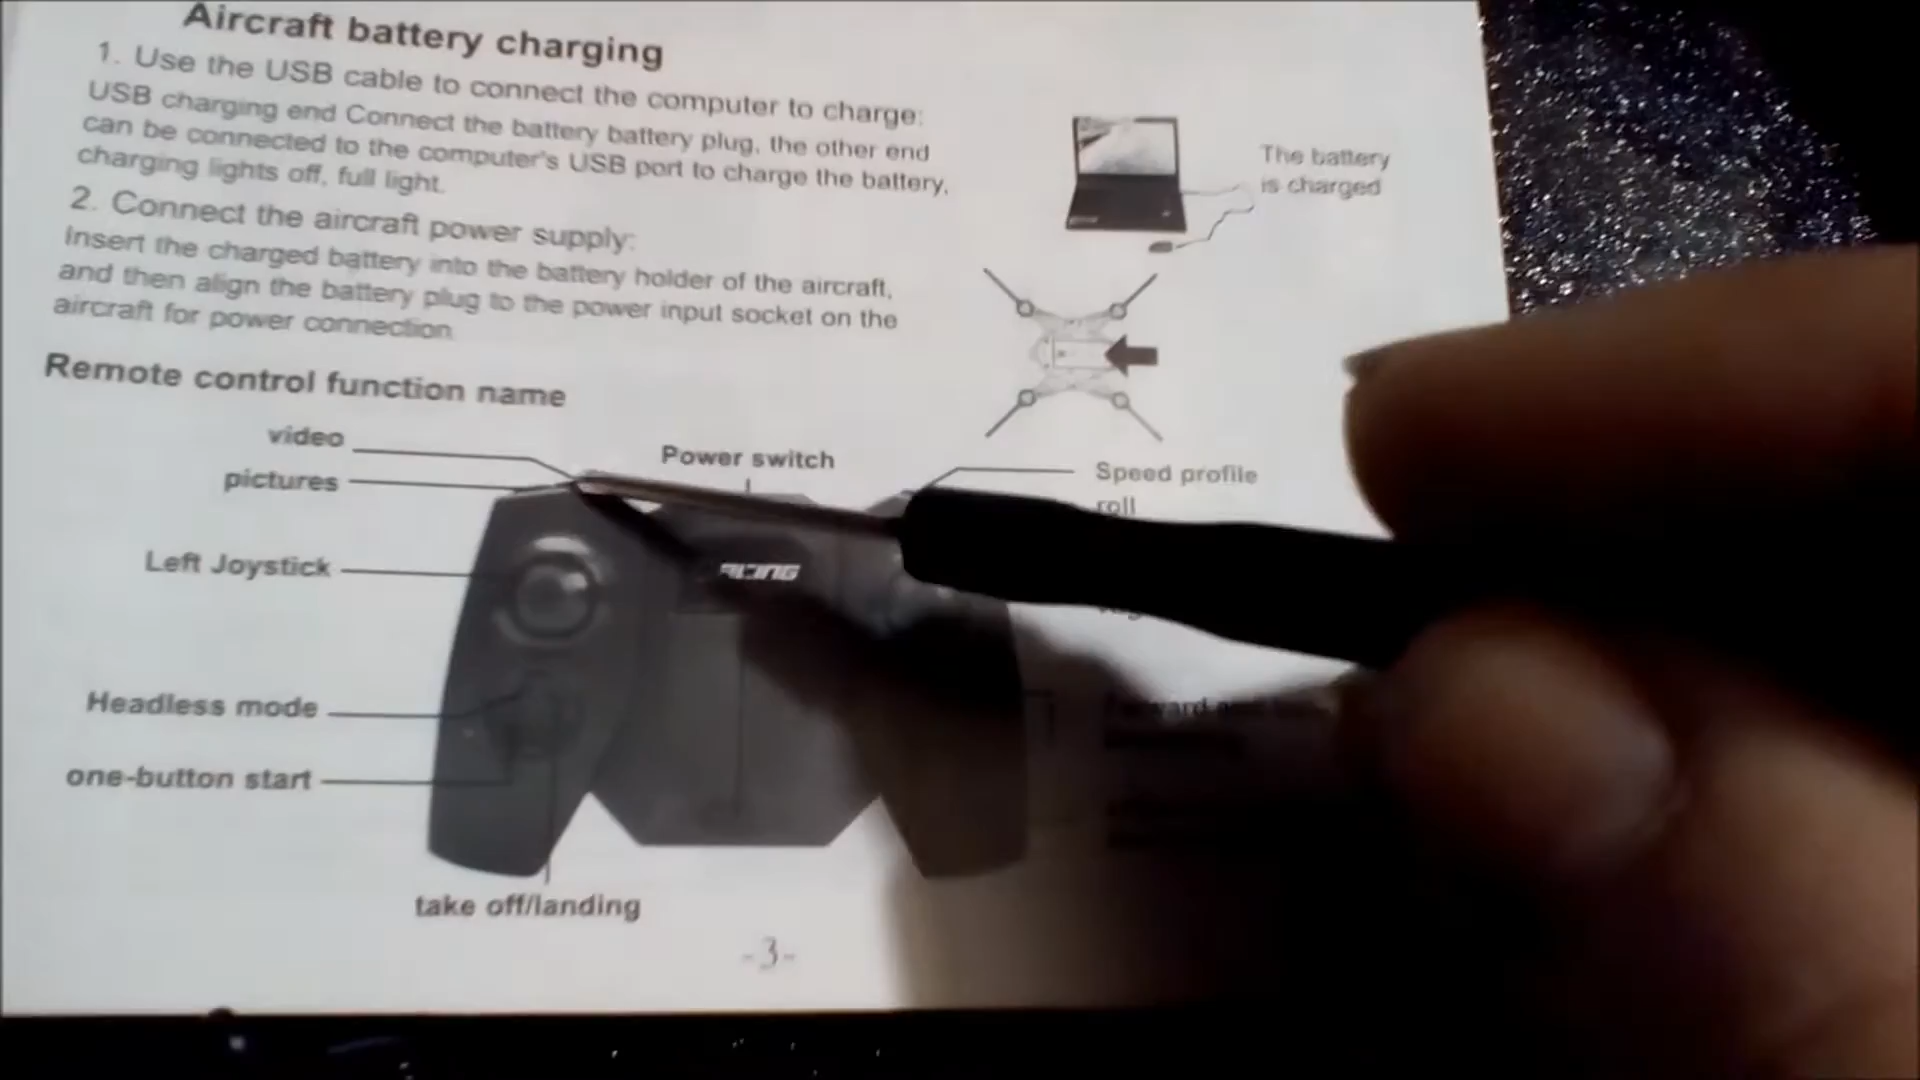 Aircraft battery charging
1. Use the USB cable to connect the computer to charge:
USB charging end Connect the battery battery plug, the other end
can be connected to the computer's USB port to charge the battery,
charging lights off, full light.
The battery
is charged
2. Connect the aircraft power supply:
Insert the charged battery into the battery holder of the aircraft,
and then align the battery plug to the power input socket on the
aircraft for power connection
Remote control function name
video
Power switch
Speed profile
pictures
roll
Left Joystick
Headless mode
one-button start
take off/landing
-3-